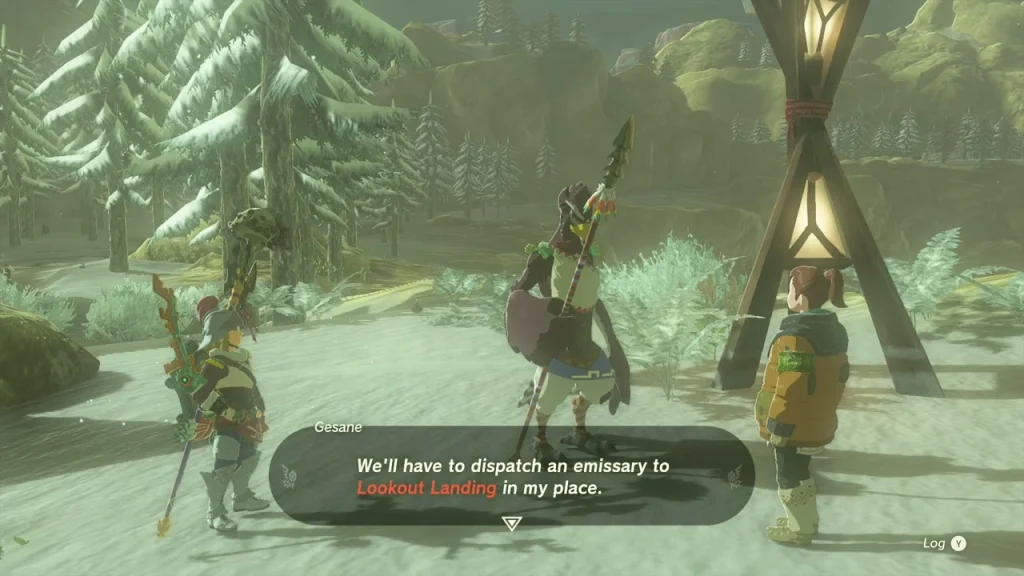 Gesane
We'll have to dispatch an emissary to
Lookout Landing in my place.
Log Y